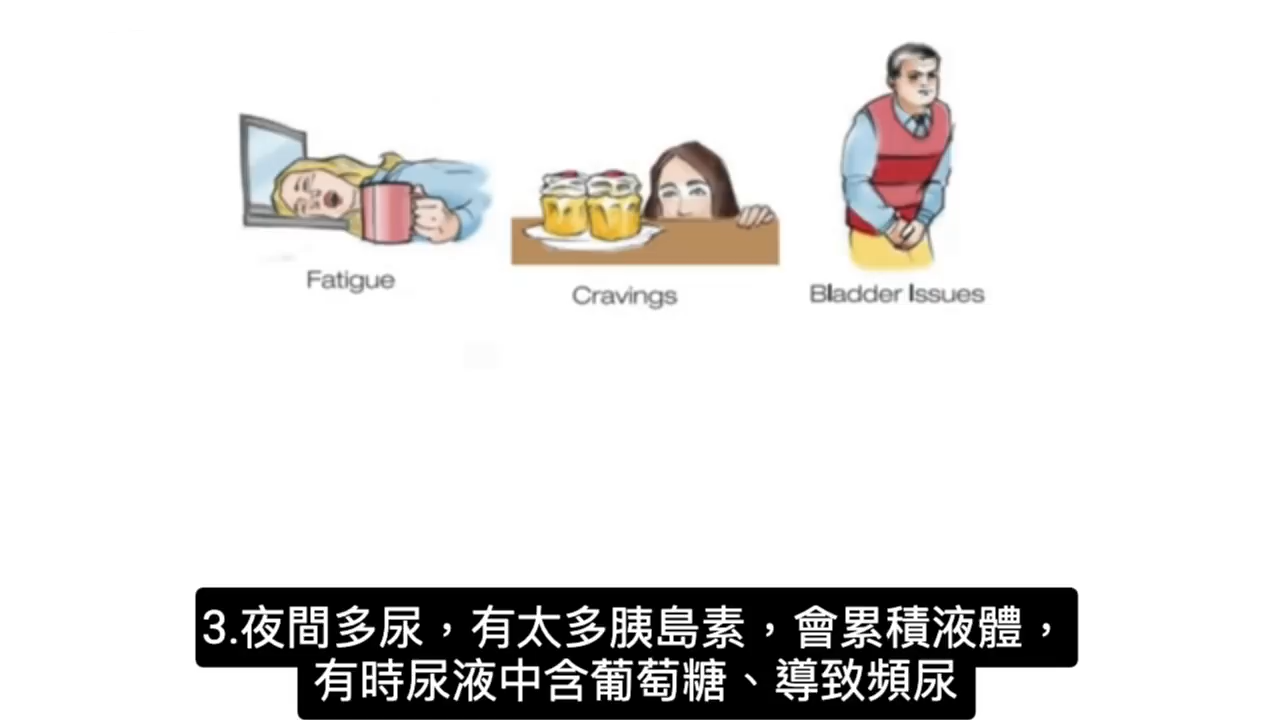 Fatigue
Cravings
Bladder Issues
3.夜間多尿，有太多胰島素，會累積液體，
有時尿液中含葡萄糖、導致頻尿